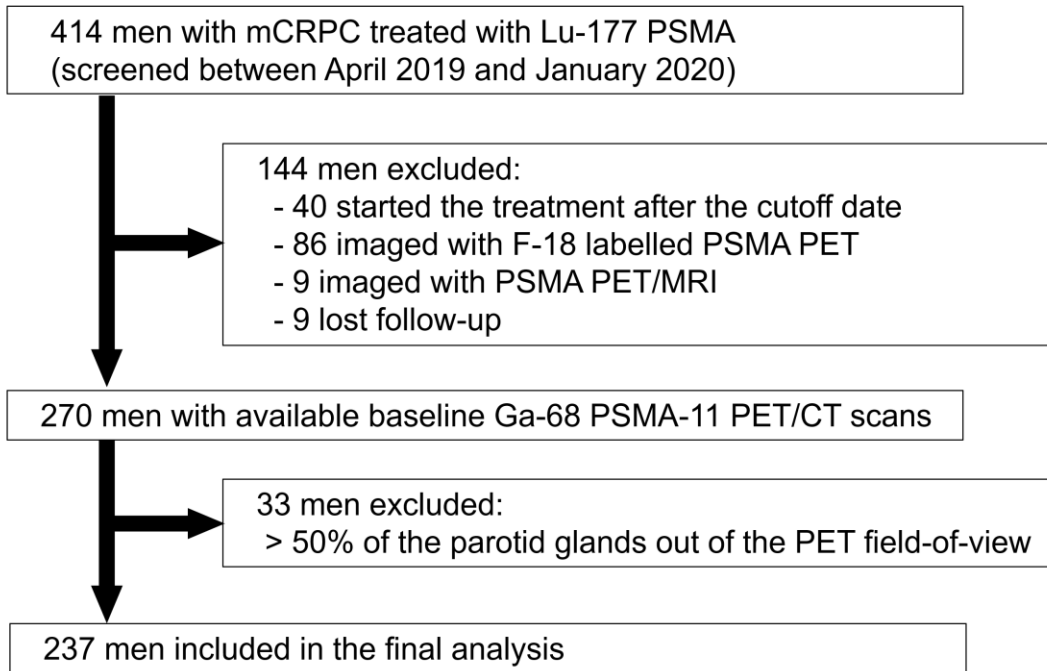 414 men with mCRPC treated with Lu-177 PSMA
(screened between April 2019 and January 2020)
144 men excluded:
- 40 started the treatment after the cutoff date
- 86 imaged with F-18 labelled PSMA PET
- 9 imaged with PSMA PET/MRI
- 9 lost follow-up
270 men with available baseline Ga-68 PSMA-11 PET/CT scans
33 men excluded:
> 50% of the parotid glands out of the PET field-of-view
237 men included in the final analysis